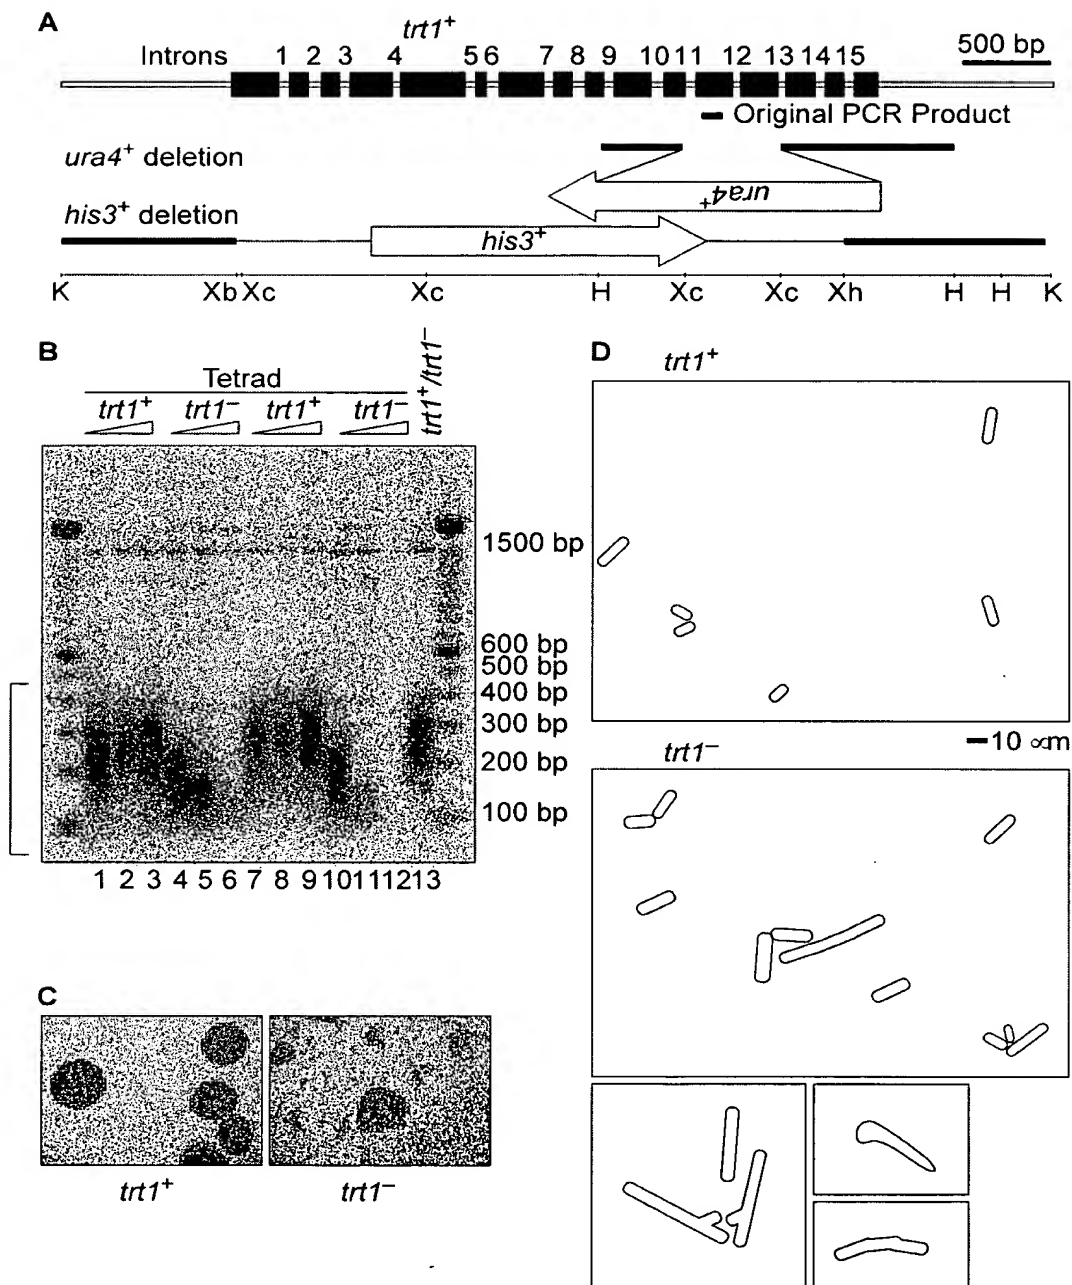 A
trt1+
Introns 1 2 3 4 5 6 7 8 9 10 11 12 13 14 15
500 bp
Original PCR Product
ura4+ deletion
ura4+
his3+ deletion
his3+
K Xb Xc Xc H Xc Xc Xh H H K
B
Tetrad
trt1+ trt1− trt1+ trt1−
trt1+/trt1−
1500 bp
600 bp
500 bp
400 bp
300 bp
200 bp
100 bp
1 2 3 4 5 6 7 8 9 10 11 12 13
C
trt1+ trt1−
D
trt1+
trt1−
10 ∝m